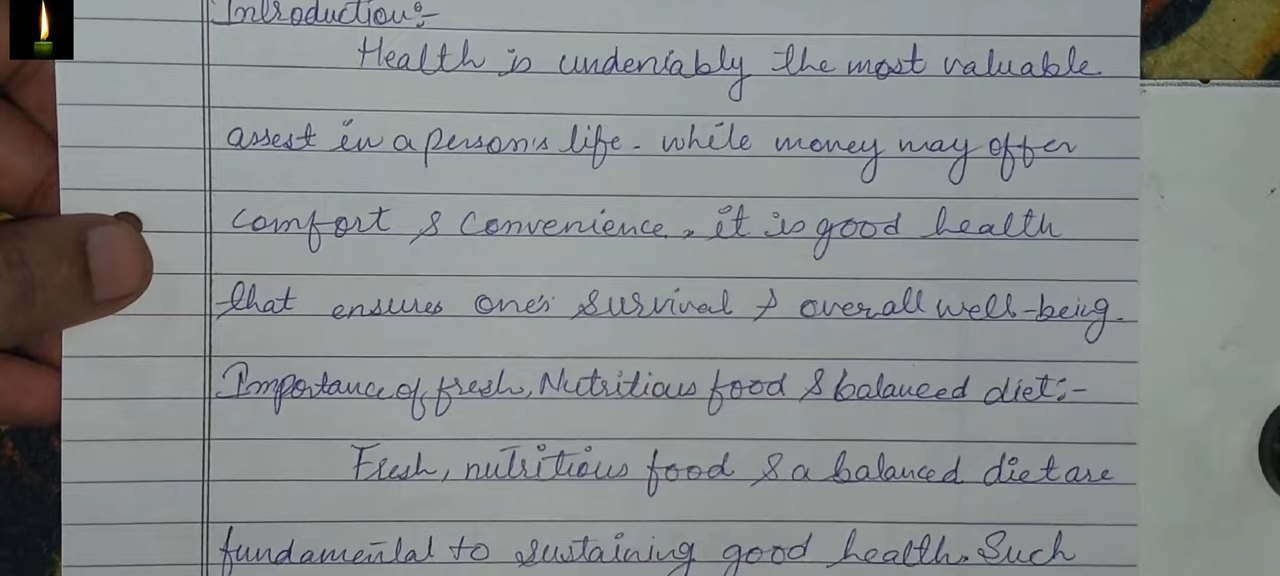 Introduction:-
Health is undeniably the most valuable
assest in a person's life. while money may offer
comfort & convenience, it is good health
that ensures one's survival & overall well-being.
Importance of fresh, Nutritious food & balanced diet:-
Fresh, nutritious food & a balanced diet are
fundamental to sustaining good health. Such